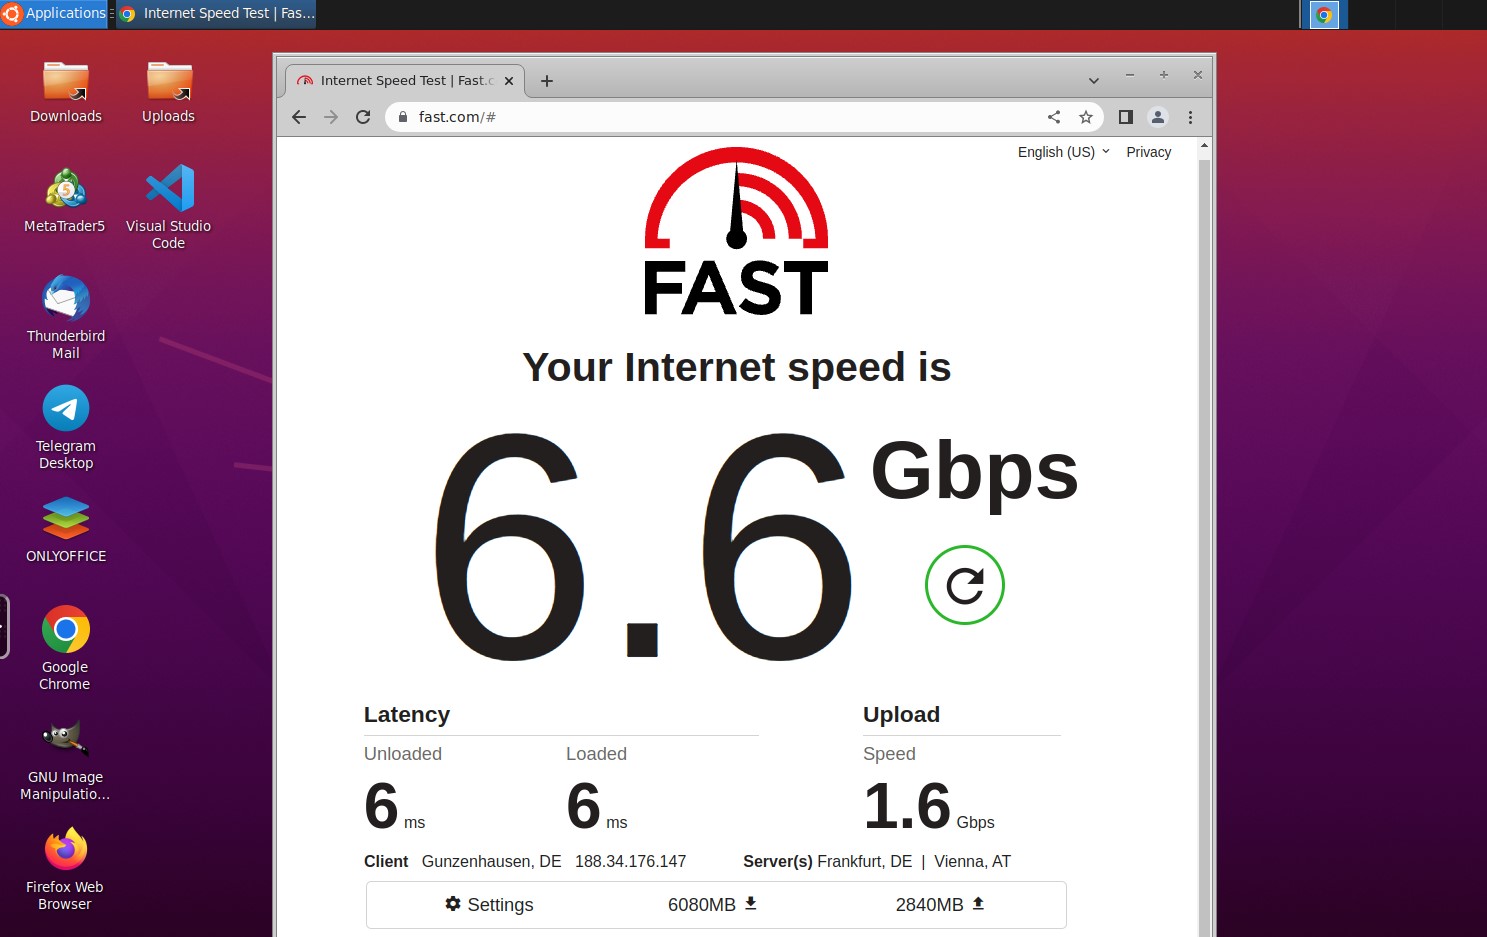 Applications
Internet Speed Test | Fas...
Downloads
Uploads
MetaTrader5
Visual Studio
Code
Thunderbird
Mail
Telegram
Desktop
ONLYOFFICE
Google
Chrome
GNU Image
Manipulatio...
Firefox Web
Browser
Internet Speed Test | Fast.c
fast.com/#
English (US)
Privacy
FAST
Your Internet speed is
6.6 Gbps
Latency
Upload
Unloaded
Loaded
Speed
6 ms
6 ms
1.6 Gbps
Client Gunzenhausen, DE 188.34.176.147
Server(s) Frankfurt, DE | Vienna, AT
Settings
6080MB
2840MB